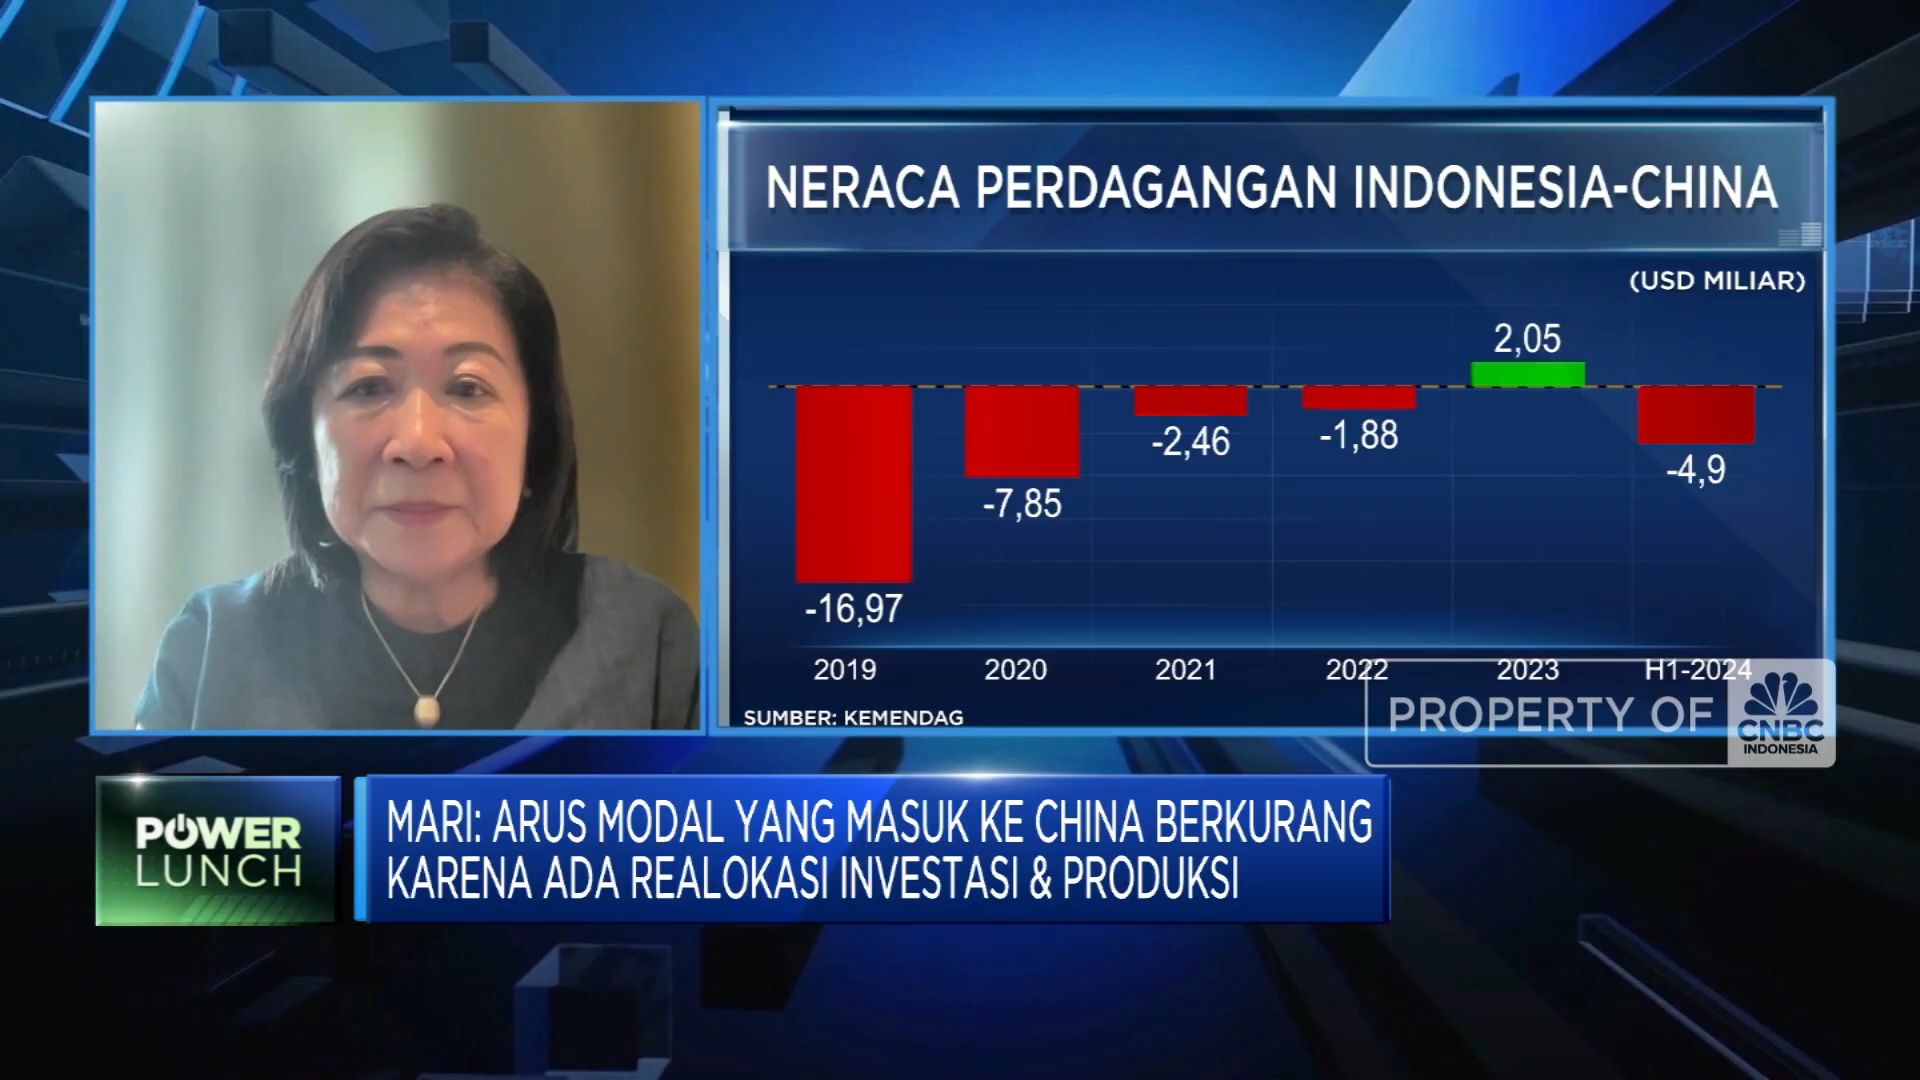 NERACA PERDAGANGAN INDONESIA-CHINA
(USD MILIAR)
2,05
-2,46
-1,88
-4,9
-7,85
-16,97
2019 2020 2021 2022 2023 H1-2024
SUMBER: KEMENDAG
PROPERTY OF
CNBC
INDONESIA
POWER
LUNCH
MARI: ARUS MODAL YANG MASUK KE CHINA BERKURANG
KARENA ADA REALOKASI INVESTASI & PRODUKSI